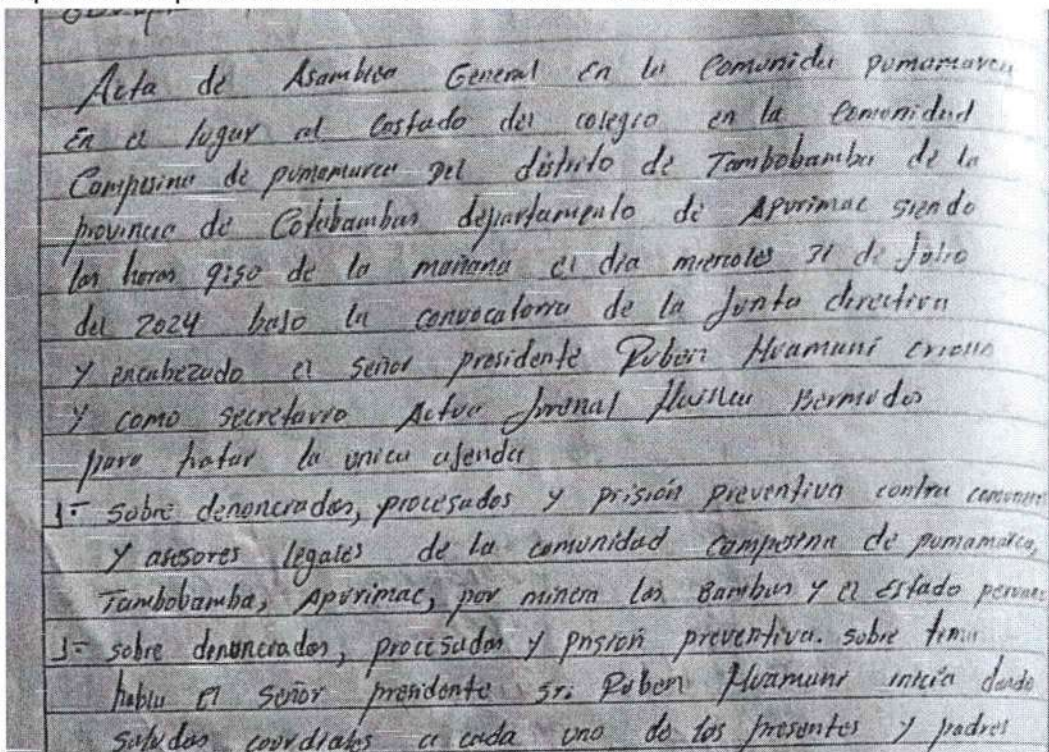 Acta de Asamblea General en la Comunida pumamarca
En el lugar al Costado del colegio en la Comunidad
Campesina de pumamarca del distrito de Tambobamba de la
provincia de Cotabambas departamento de Apurimac siendo
las horas 9:50 de la mañana el dia miercoles 31 de Julio
del 2024 bajo la convocatoria de la Junta directiva
y encabezado el Señor presidente Ruben Huamani
y como secretario Actua Juvenal Huillca Bermudes
para tratar la unica agenda
1= sobre denunciados, procesados y prisión preventiva contra
y asesores legales de la comunidad campesina de pumamarca,
Tambobamba, Apurimac, por minera las Bambas y el estado peruano
1= sobre denunciados, procesados y prisión preventiva. sobre tema
habla El Señor presidente Sr. Ruben Huamani inicia dando
saludos cordiales a cada uno de los presentes y padres